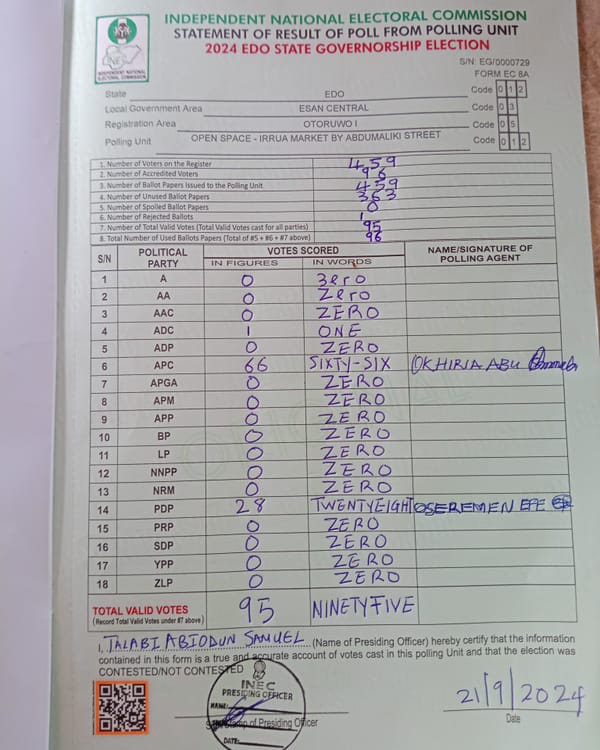 INDEPENDENT NATIONAL ELECTORAL COMMISSION
STATEMENT OF RESULT OF POLL FROM POLLING UNIT
2024 EDO STATE GOVERNORSHIP ELECTION
INEC
INDEPENDENT NATIONAL ELECTORAL COMMISSION
S/N: EG/0000729
FORM EC 8A
State EDO Code 0 1 2
Local Government Area ESAN CENTRAL Code 0 3
Registration Area OTORUWO I Code 0 5
Polling Unit OPEN SPACE - IRRUA MARKET BY ABDUMALIKI STREET Code 0 1 2
1. Number of Voters on the Register 459
2. Number of Accredited Voters 96
3. Number of Ballot Papers Issued to the Polling Unit 459
4. Number of Unused Ballot Papers 363
5. Number of Spoiled Ballot Papers 0
6. Number of Rejected Ballots 1
7. Number of Total Valid Votes (Total Valid Votes cast for all parties) 95
8. Total Number of Used Ballots Papers (Total of #5 + #6 + #7 above) 96
S/N POLITICAL PARTY VOTES SCORED NAME/SIGNATURE OF POLLING AGENT
IN FIGURES IN WORDS
1 A 0 Zero
2 AA 0 Zero
3 AAC 0 ZERO
4 ADC 1 ONE
5 ADP 0 ZERO
6 APC 66 SIXTY-SIX OKHIRIA ABU
7 APGA 0 ZERO
8 APM 0 ZERO
9 APP 0 ZERO
10 BP 0 ZERO
11 LP 0 ZERO
12 NNPP 0 ZERO
13 NRM 0 ZERO
14 PDP 28 TWENTYEIGHT OSEREMEN EFE
15 PRP 0 ZERO
16 SDP 0 ZERO
17 YPP 0 ZERO
18 ZLP 0 ZERO
TOTAL VALID VOTES 95 NINETYFIVE
(Record Total Valid Votes under #7 above)
I, TALABI ABIODUN SAMUEL (Name of Presiding Officer) hereby certify that the information
contained in this form is a true and accurate account of votes cast in this polling Unit and that the election was
CONTESTED/NOT CONTESTED
INEC
PRESIDING OFFICER
NAME:
of Presiding Officer
DATE:
21/9/2024
Date